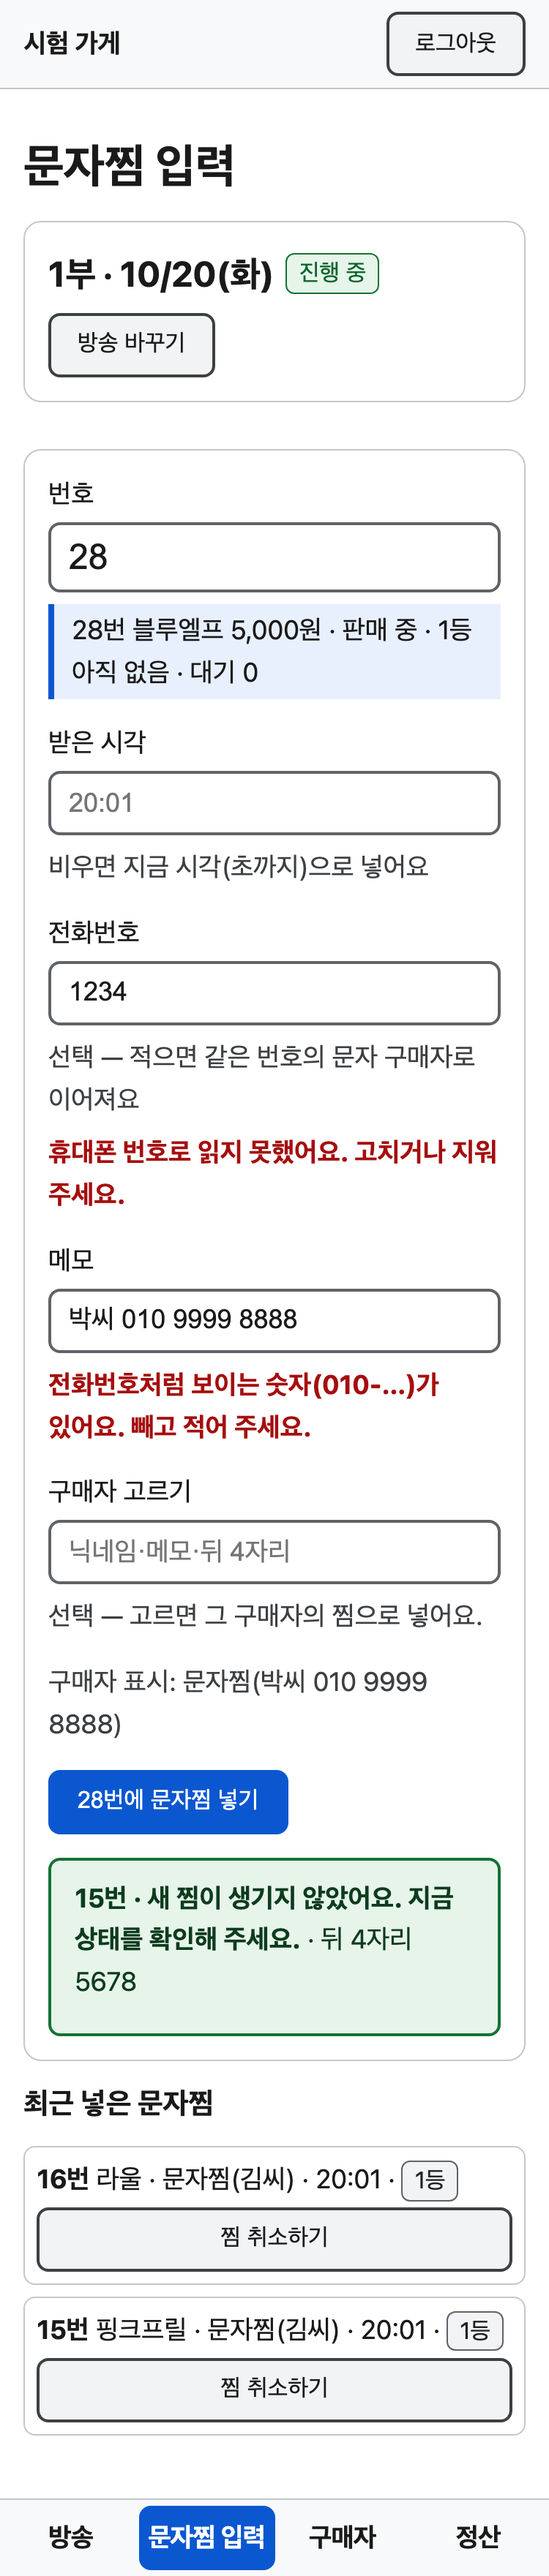 시험 가게
로그아웃
문자찜 입력
1부 · 10/20(화) 진행 중
방송 바꾸기
번호
28
28번 블루엘프 5,000원 · 판매 중 · 1등
아직 없음 · 대기 0
받은 시각
20:01
비우면 지금 시각(초까지)으로 넣어요
전화번호
1234
선택 — 적으면 같은 번호의 문자 구매자로
이어져요
휴대폰 번호로 읽지 못했어요. 고치거나 지워
주세요.
메모
박씨 010 9999 8888
전화번호처럼 보이는 숫자(010-...)가
있어요. 빼고 적어 주세요.
구매자 고르기
닉네임·메모·뒤 4자리
선택 — 고르면 그 구매자의 찜으로 넣어요.
구매자 표시: 문자찜(박씨 010 9999
8888)
28번에 문자찜 넣기
15번 · 새 찜이 생기지 않았어요. 지금
상태를 확인해 주세요. · 뒤 4자리
5678
최근 넣은 문자찜
16번 라울 · 문자찜(김씨) · 20:01 · 1등
찜 취소하기
15번 핑크프릴 · 문자찜(김씨) · 20:01 · 1등
찜 취소하기
방송 문자찜 입력 구매자 정산